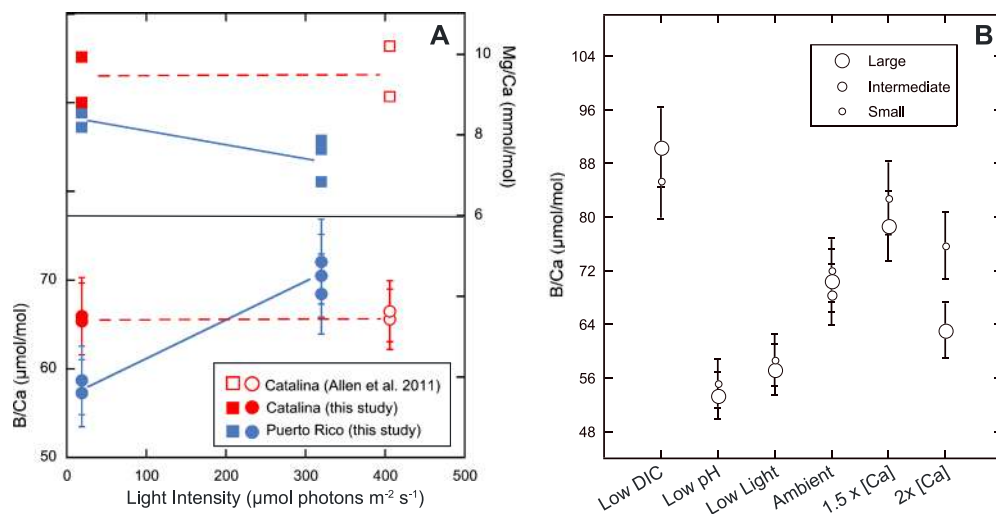 A
10
8
6
Mg/Ca (mmol/mol)
70
60
50
B/Ca (μmol/mol)
Catalina (Allen et al. 2011)
Catalina (this study)
Puerto Rico (this study)
0 100 200 300 400 500
Light Intensity (μmol photons m⁻² s⁻¹)
B
Large
Intermediate
Small
104
96
88
80
72
64
56
48
B/Ca (μmol/mol)
Low DIC
Low pH
Low Light
Ambient
1.5 x [Ca]
2x [Ca]